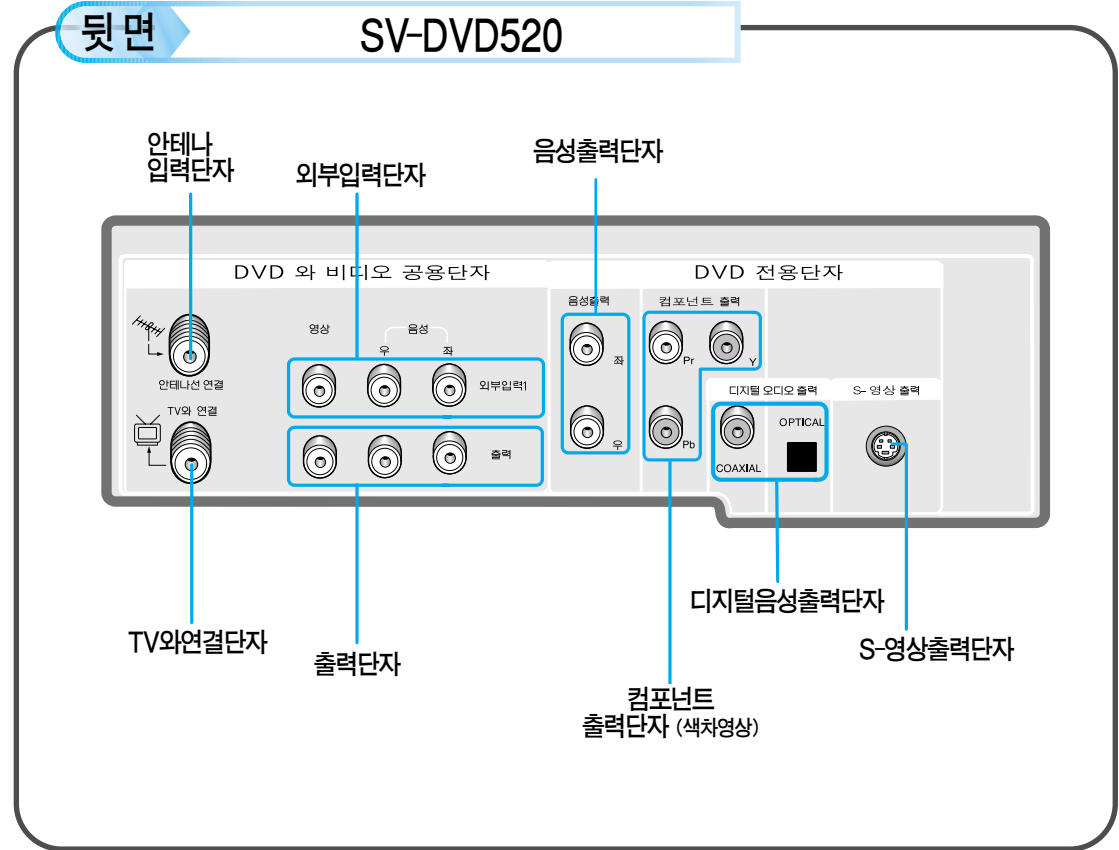 뒷면
SV-DVD520
안테나
입력단자
외부입력단자
음성출력단자
DVD 와 비디오 공용단자
DVD 전용단자
영상
음성
우
좌
안테나선 연결
외부입력1
TV와 연결
출력
음성출력
좌
우
컴포넌트 출력
Pr
Y
Pb
디지털 오디오 출력
COAXIAL
OPTICAL
S-영상 출력
TV와연결단자
출력단자
컴포넌트
출력단자 (색차영상)
디지털음성출력단자
S-영상출력단자